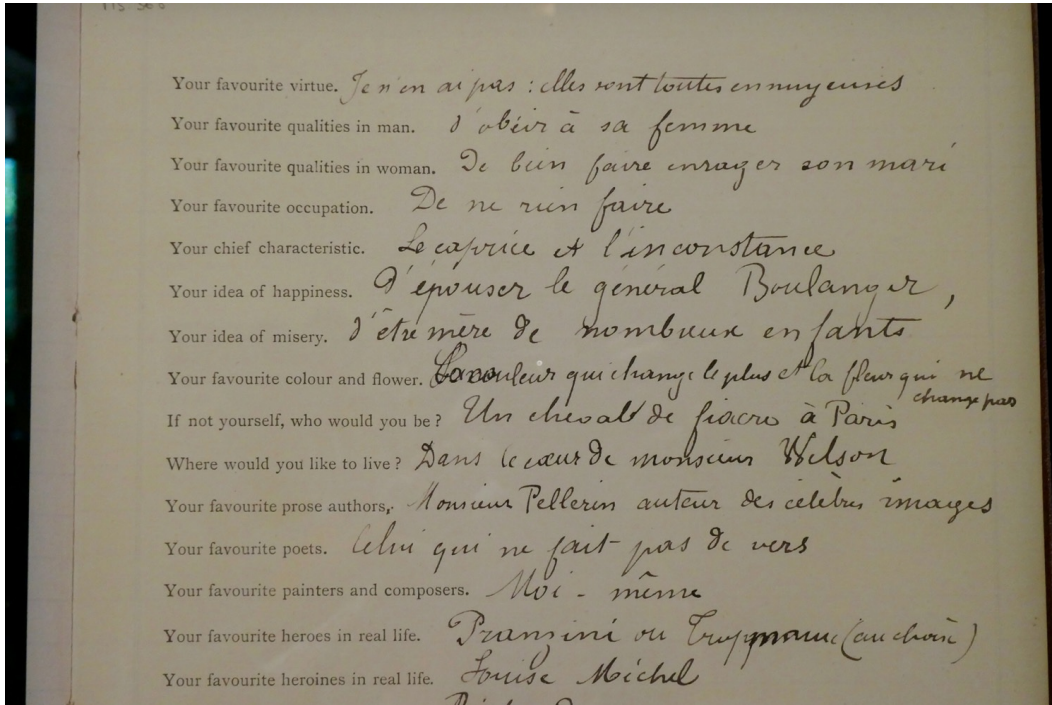 Your favourite virtue. Je n'en ai pas : elles sont toutes ennuyeuses
Your favourite qualities in man. d'obéir à sa femme
Your favourite qualities in woman. De bien faire enrager son mari
Your favourite occupation. De ne rien faire
Your chief characteristic. Le caprice et l'inconstance
Your idea of happiness. D'épouser le général Boulanger,
Your idea of misery. d'être mère de nombreux enfants
Your favourite colour and flower. La couleur qui change le plus et la fleur qui ne
change pas
If not yourself, who would you be? Un cheval de fiacre à Paris
Where would you like to live? Dans le cœur de monsieur Wilson
Your favourite prose authors. Monsieur Pellerin auteur des célèbres images
Your favourite poets. Celui qui ne fait pas de vers
Your favourite painters and composers. Moi-même
Your favourite heroes in real life. Pranzini ou Troppmann (au choix)
Your favourite heroines in real life. Louise Michel